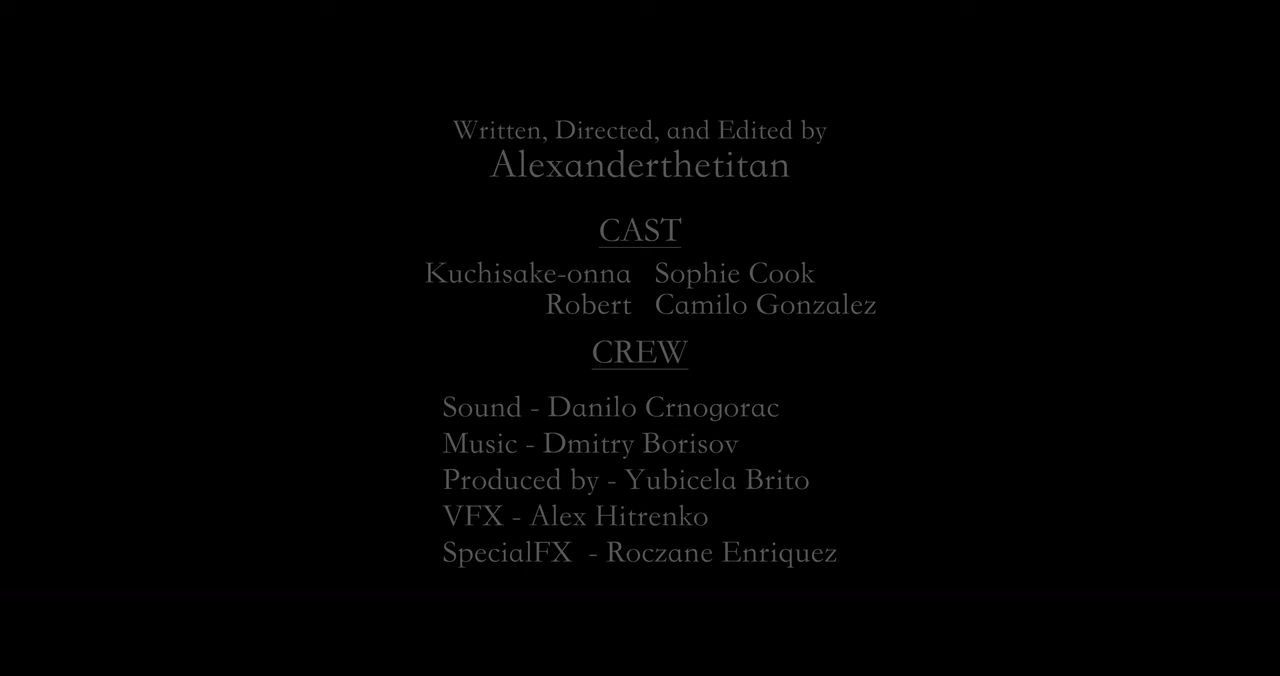 Written, Directed, and Edited by
Alexanderthetitan
CAST
Kuchisake-onna Sophie Cook
Robert Camilo Gonzalez
CREW
Sound - Danilo Crnogorac
Music - Dmitry Borisov
Produced by - Yubicela Brito
VFX - Alex Hitrenko
SpecialFX - Roczane Enriquez